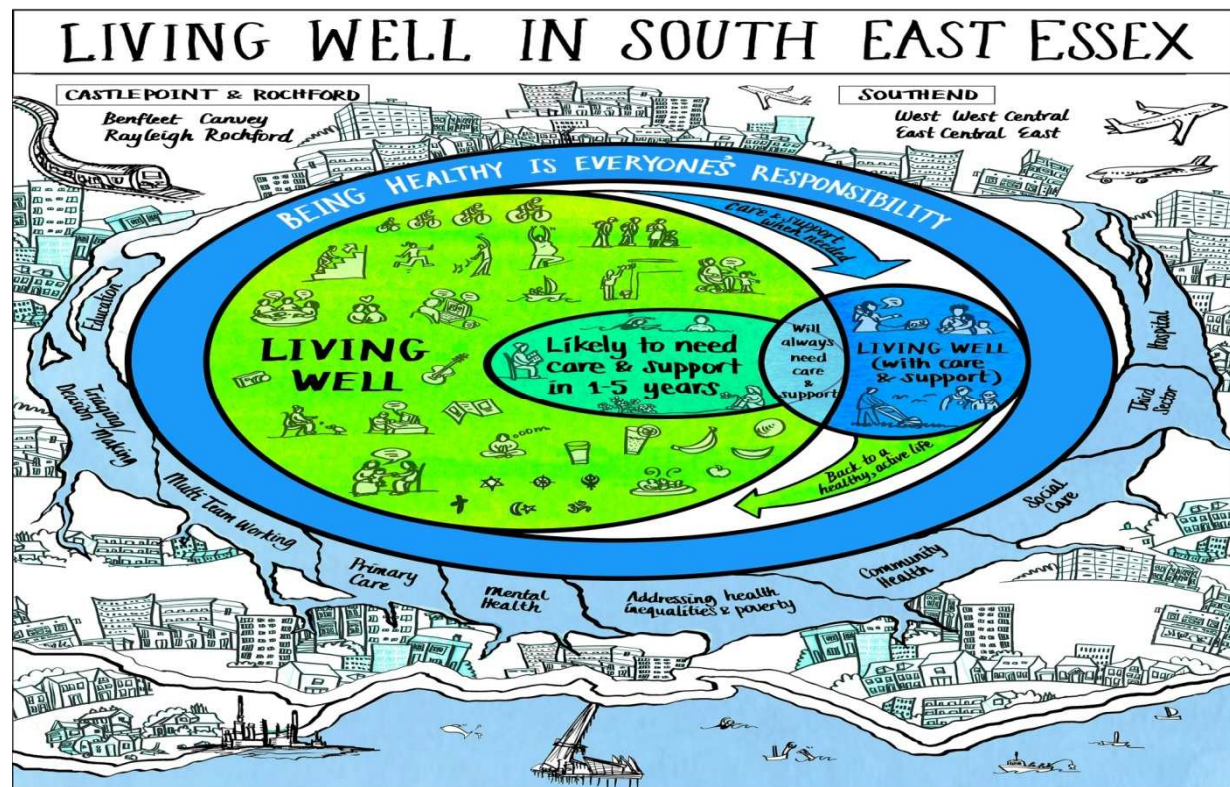 LIVING WELL IN SOUTH EAST ESSEX
CASTLEPOINT & ROCHFORD
Benfleet Canvey
Rayleigh Rochford
SOUTHEND
West West Central
East Central East
BEING HEALTHY IS EVERYONE'S RESPONSIBILITY
Care & support
when needed
LIVING
WELL
Likely to need
care & support
in 1-5 years
Will
always
need
care
&
support
LIVING WELL
(with care
& support)
Back to a
healthy, active life
oom
Education
Triaging/
Decision-Making
Multi Team Working
Primary
Care
Mental
Health
Addressing health
inequalities & poverty
Community
Health
Social
Care
Third
Sector
Hospital